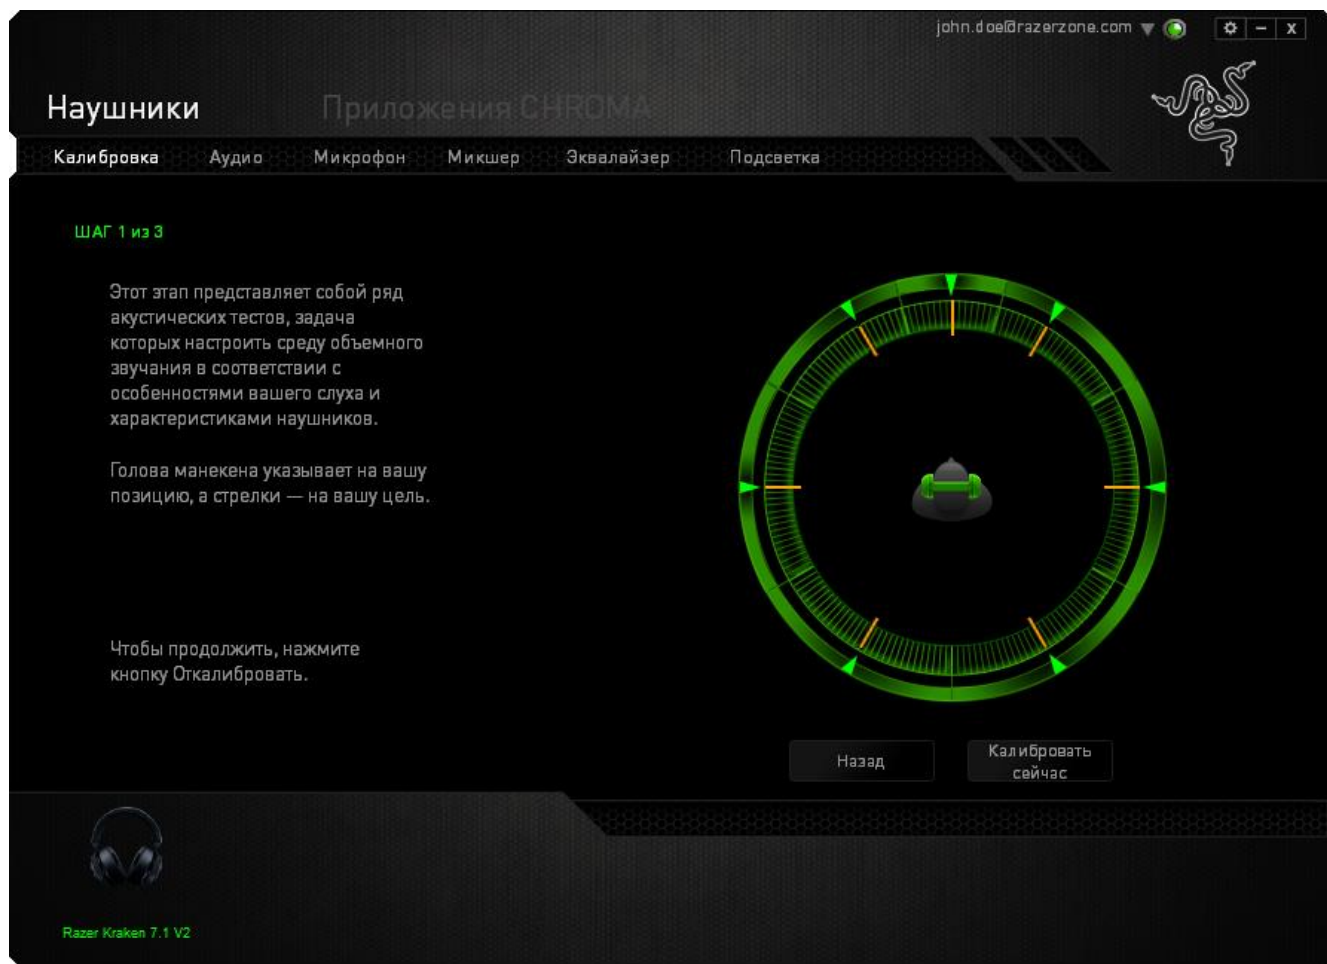 john.doe@razerzone.com
Наушники
Приложения CHROMA
Калибровка
Аудио
Микрофон
Микшер
Эквалайзер
Подсветка
ШАГ 1 из 3
Этот этап представляет собой ряд
акустических тестов, задача
которых настроить среду объемного
звучания в соответствии с
особенностями вашего слуха и
характеристиками наушников.
Голова манекена указывает на вашу
позицию, а стрелки — на вашу цель.
Чтобы продолжить, нажмите
кнопку Откалибровать.
Назад
Калибровать
сейчас
Razer Kraken 7.1 V2